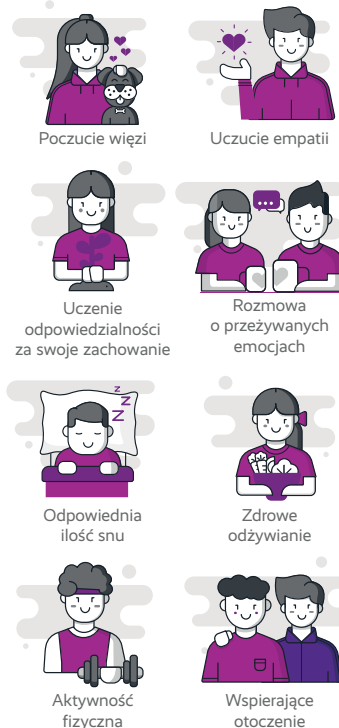 Poczucie więzi
Uczucie empatii
Uczenie
odpowiedzialności
za swoje zachowanie
Rozmowa
o przeżywanych
emocjach
z
z
z
Odpowiednia
ilość snu
Zdrowe
odżywianie
Aktywność
fizyczna
Wspierające
otoczenie